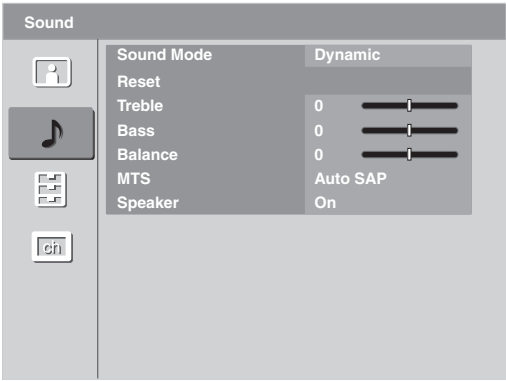 Sound
Sound Mode Dynamic
Reset
Treble 0
Bass 0
Balance 0
MTS Auto SAP
Speaker On
ch